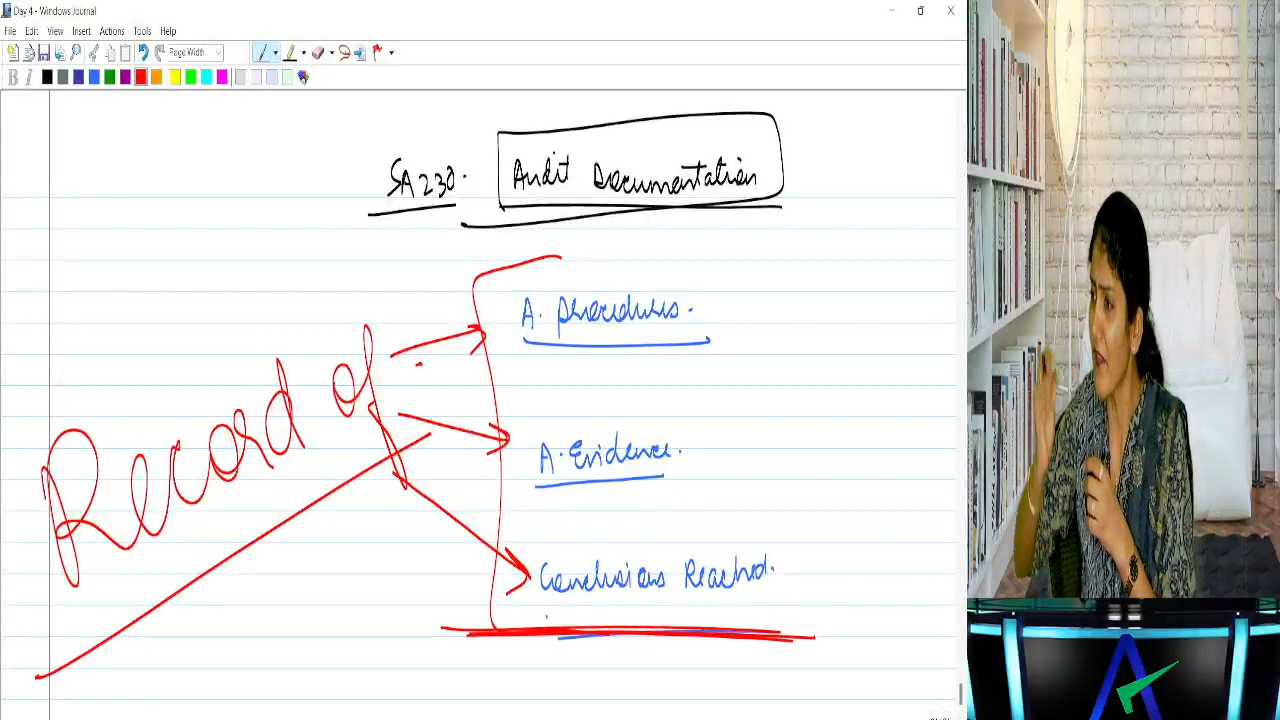 Day 4 - Windows Journal
File Edit View Insert Actions Tools Help
Page Width
B I
SA 230. Audit Documentation
A. Procedures.
Record of
A. Evidence.
Conclusions Reached.